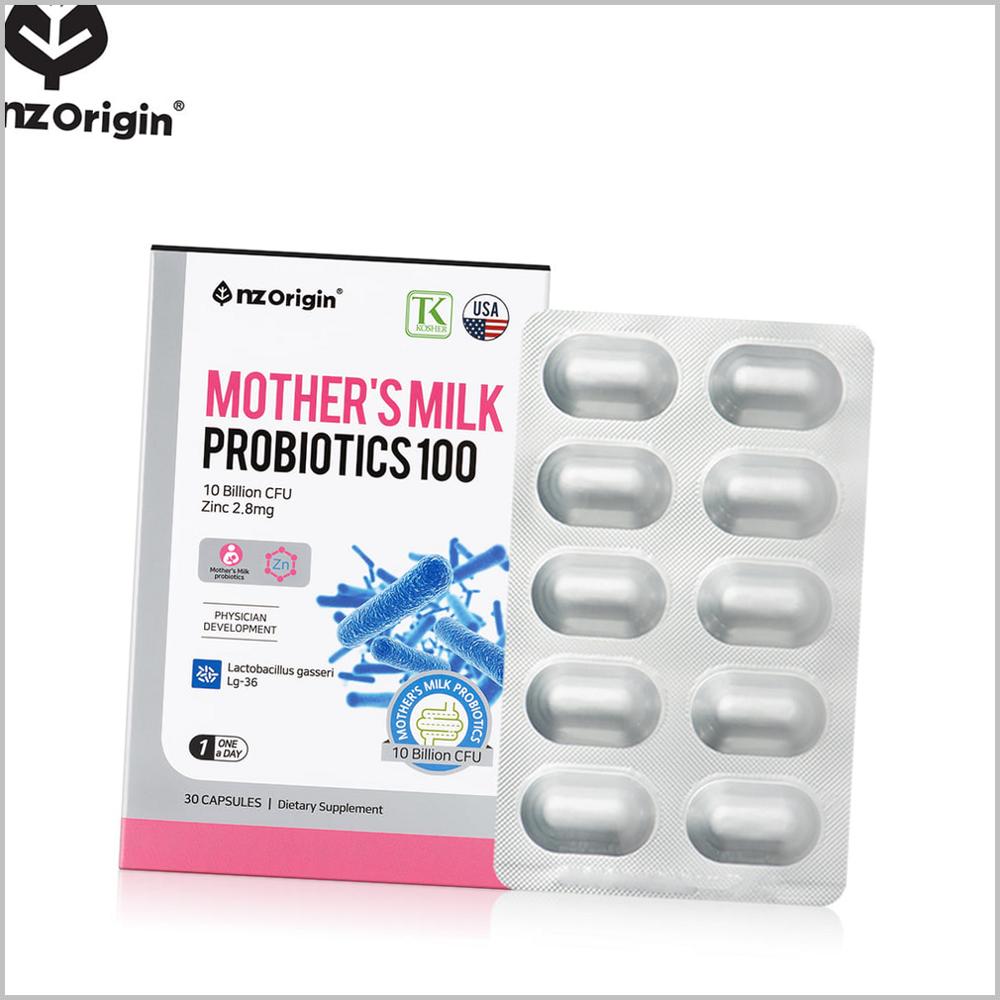 nzOrigin®
nzOrigin®
TK
KOSHER
USA
MOTHER'S MILK
PROBIOTICS 100
10 Billion CFU
Zinc 2.8mg
Mother's Milk
probiotics
Zn
PHYSICIAN
DEVELOPMENT
Lactobacillus gasseri
Lg-36
MOTHER'S MILK PROBIOTICS
10 Billion CFU
1 ONE
a DAY
30 CAPSULES | Dietary Supplement